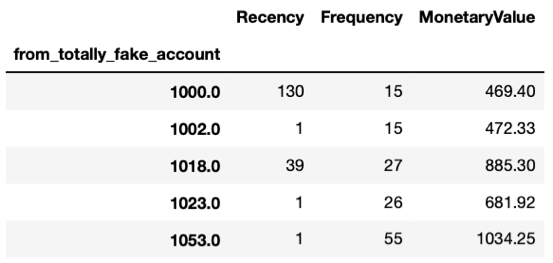 Recency Frequency MonetaryValue
from_totally_fake_account
1000.0 130 15 469.40
1002.0 1 15 472.33
1018.0 39 27 885.30
1023.0 1 26 681.92
1053.0 1 55 1034.25